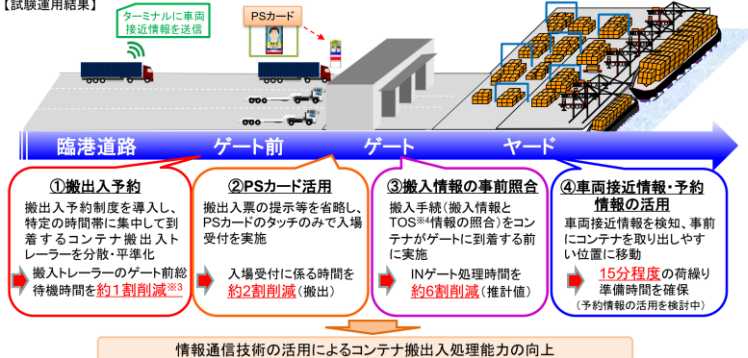 【試験運用結果】
ターミナルに車両
接近情報を送信
PSカード
臨港道路
ゲート前
ゲート
ヤード
①搬出入予約
搬出入予約制度を導入し、
特定の時間帯に集中して到
着するコンテナ搬出入ト
レーラーを分散・平準化
搬入トレーラーのゲート前総
待機時間を約1割削減※3
②PSカード活用
搬出入票の提示等を省略し、
PSカードのタッチのみで入場
受付を実施
入場受付に係る時間を
約2割削減(搬出)
③搬入情報の事前照合
搬入手続(搬入情報と
TOS※4情報の照合)をコン
テナがゲートに到着する前
に実施
INゲート処理時間を
約6割削減(推計値)
④車両接近情報・予約
情報の活用
車両接近情報を検知、事前
にコンテナを取り出しやす
い位置に移動
15分程度の荷繰り
準備時間を確保
(予約情報の活用を検討中)
情報通信技術の活用によるコンテナ搬出入処理能力の向上